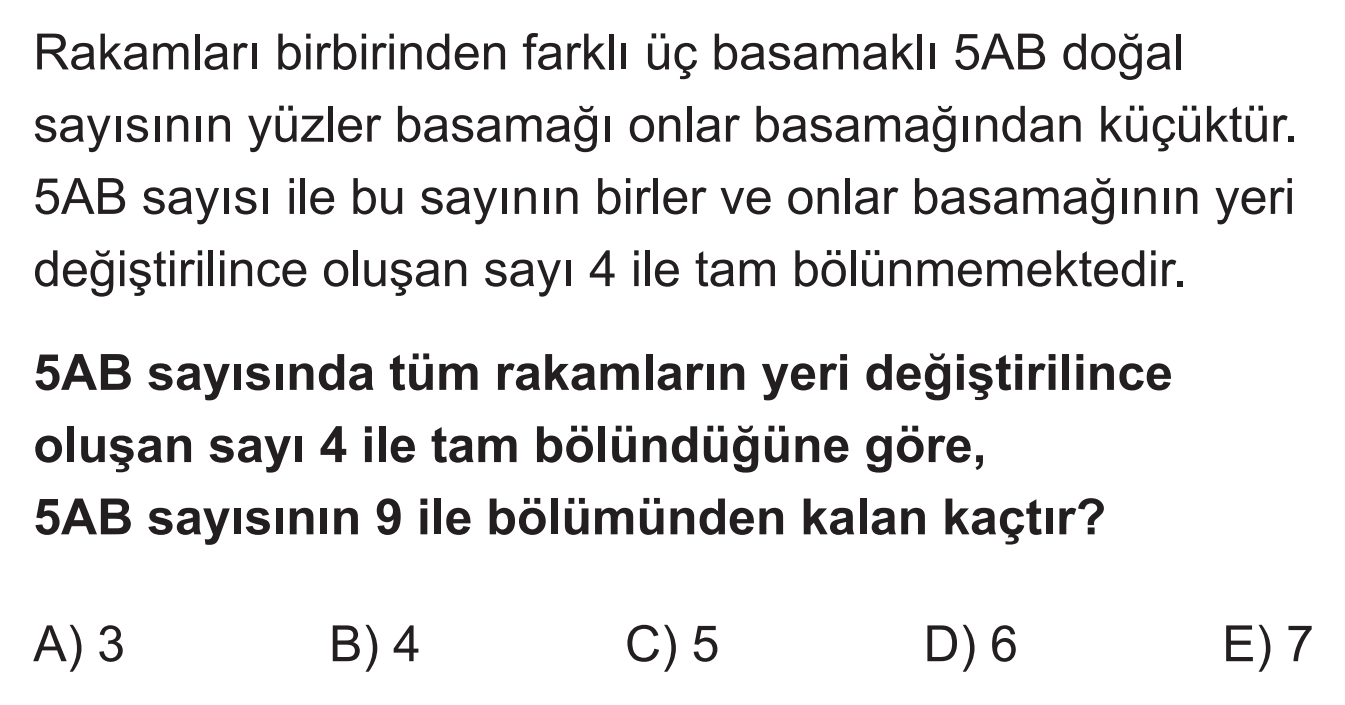 Rakamları birbirinden farklı üç basamaklı 5AB doğal
sayısının yüzler basamağı onlar basamağından küçüktür.
5AB sayısı ile bu sayının birler ve onlar basamağının yeri
değiştirilince oluşan sayı 4 ile tam bölünmemektedir.
5AB sayısında tüm rakamların yeri değiştirilince
oluşan sayı 4 ile tam bölündüğüne göre,
5AB sayısının 9 ile bölümünden kalan kaçtır?
A) 3 B) 4 C) 5 D) 6 E) 7